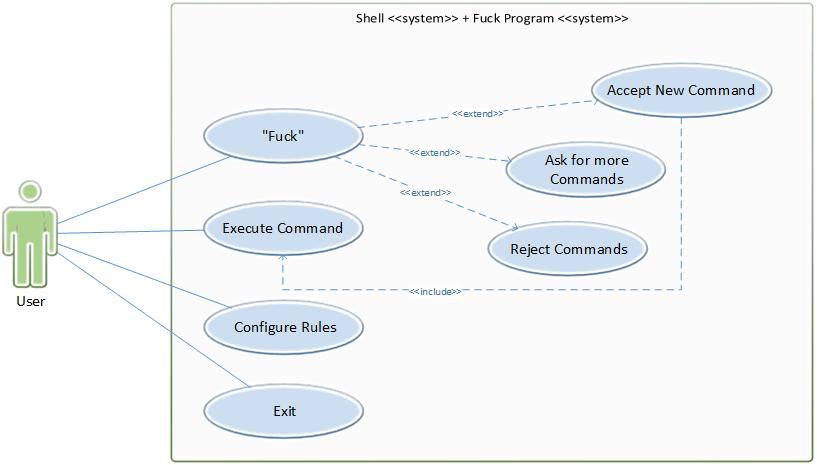 Shell <<system>> + Fuck Program <<system>>
Accept New Command
<<extend>>
"Fuck"
<<extend>>
Ask for more
Commands
<<extend>>
Execute Command
Reject Commands
<<include>>
User
Configure Rules
Exit